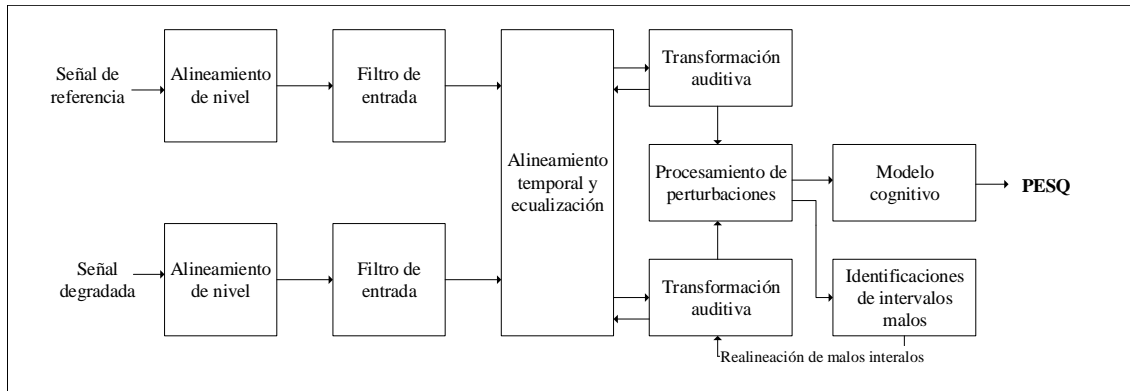 Señal de
referencia
Alineamiento
de nivel
Filtro de
entrada
Alineamiento
temporal y
ecualización
Transformación
auditiva
Procesamiento de
perturbaciones
Modelo
cognitivo
PESQ
Señal
degradada
Alineamiento
de nivel
Filtro de
entrada
Transformación
auditiva
Identificaciones
de intervalos
malos
Realineación de malos interalos